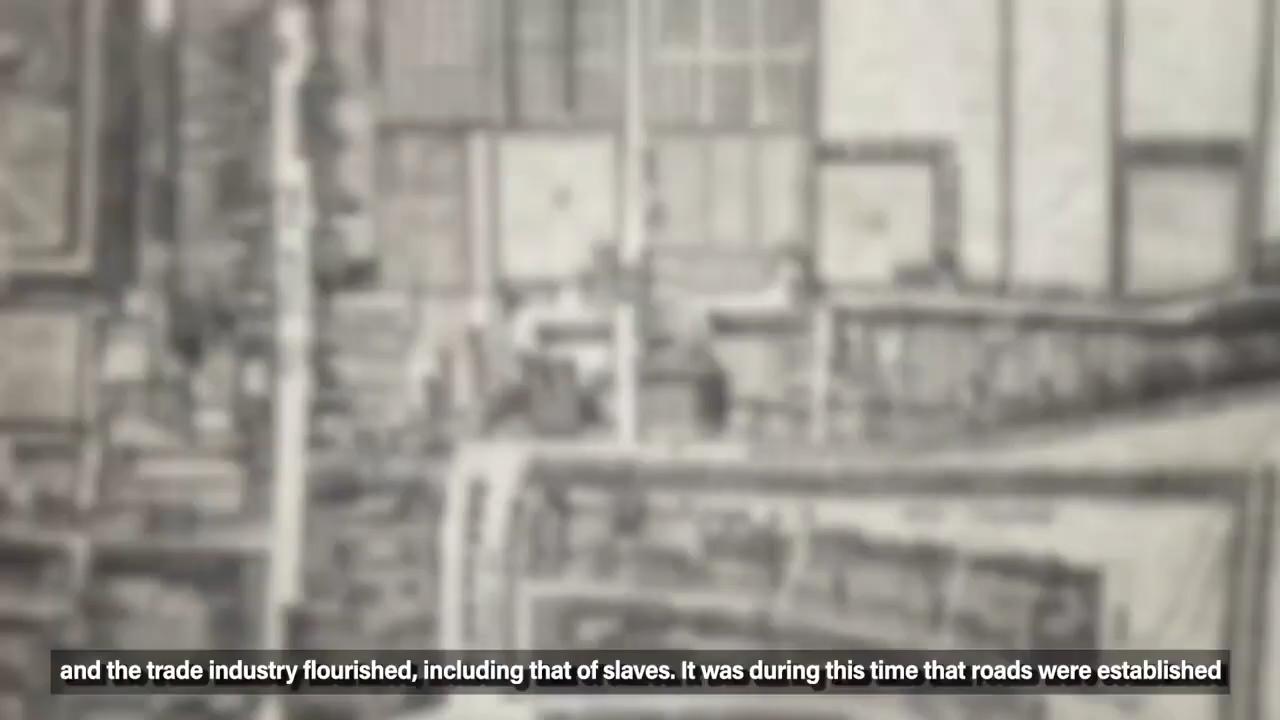 and the trade industry flourished, including that of slaves. It was during this time that roads were established